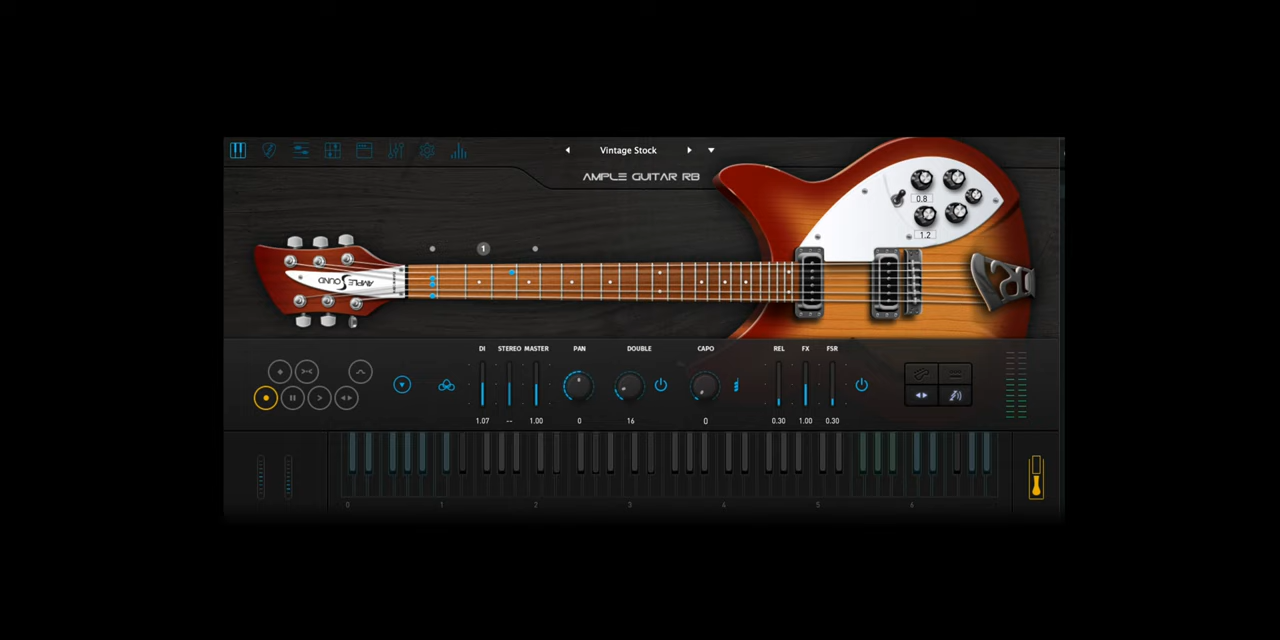 Vintage Stock
AMPLE GUITAR RB
0.8
1.2
1
AMPLE SOUND
DI STEREO MASTER PAN DOUBLE CAPO REL FX FSR
1.07 -- 1.00 0 16 0 0.30 1.00 0.30
0 1 2 3 4 5 6